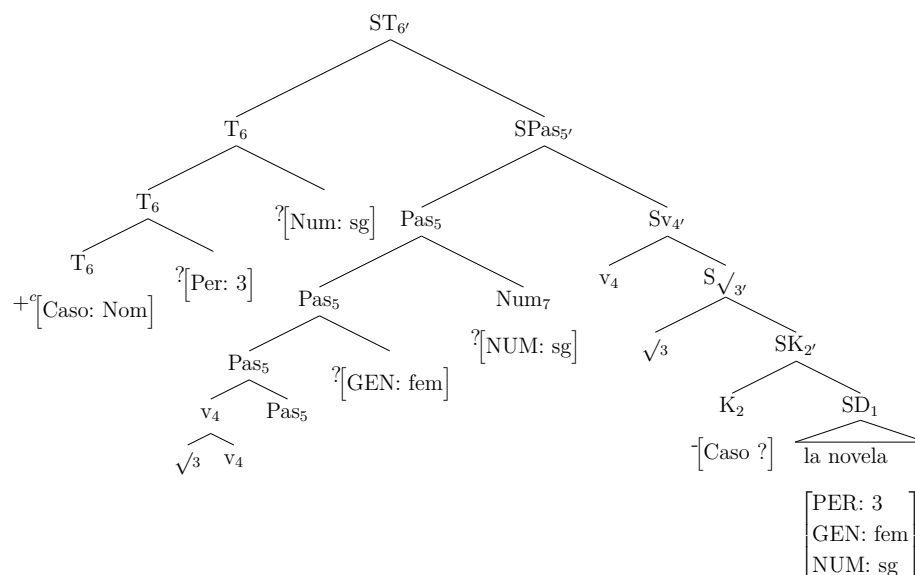 ST₆′
T₆ SPas₅′
T₆ ?[Num: sg] Pas₅ Sv₄′
T₆ ?[Per: 3] v₄ S√₃′
+c[Caso: Nom] Pas₅ Num₇
?[NUM: sg] √₃ SK₂′
Pas₅ ?[GEN: fem]
v₄ Pas₅ K₂ SD₁
√₃ v₄ -[Caso ?] la novela
PER: 3
GEN: fem
NUM: sg